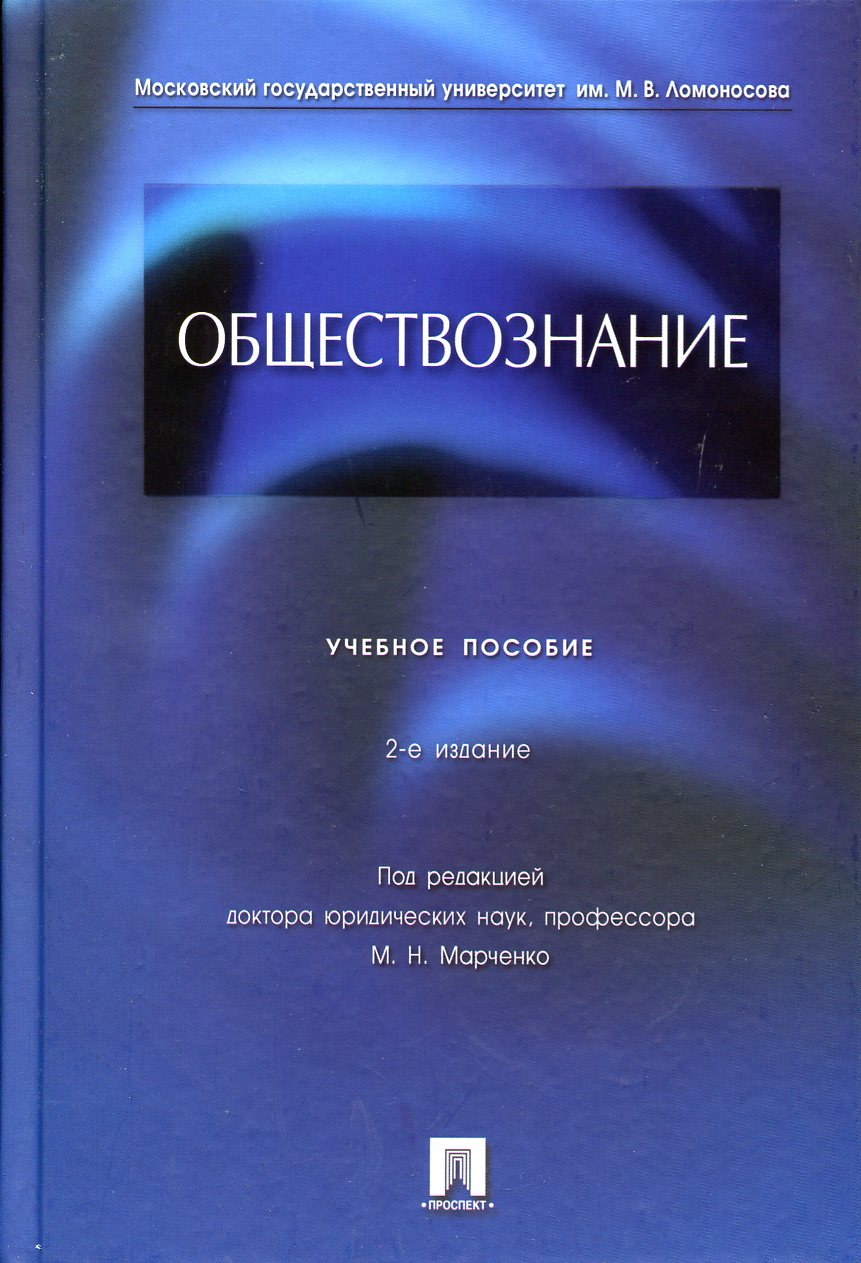 Московский государственный университет им. М. В. Ломоносова
ОБЩЕСТВОЗНАНИЕ
УЧЕБНОЕ ПОСОБИЕ
2-е издание
Под редакцией
доктора юридических наук, профессора
М. Н. Марченко
• ПРОСПЕКТ •